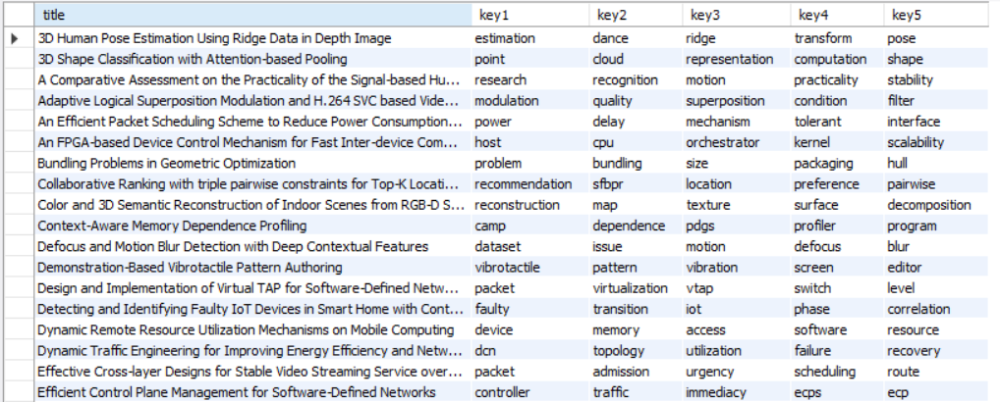 title key1 key2 key3 key4 key5
3D Human Pose Estimation Using Ridge Data in Depth Image estimation dance ridge transform pose
3D Shape Classification with Attention-based Pooling point cloud representation computation shape
A Comparative Assessment on the Practicality of the Signal-based Hu... research recognition motion practicality stability
Adaptive Logical Superposition Modulation and H.264 SVC based Vide... modulation quality superposition condition filter
An Efficient Packet Scheduling Scheme to Reduce Power Consumption... power delay mechanism tolerant interface
An FPGA-based Device Control Mechanism for Fast Inter-device Com... host cpu orchestrator kernel scalability
Bundling Problems in Geometric Optimization problem bundling size packaging hull
Collaborative Ranking with triple pairwise constraints for Top-K Locati... recommendation sfbpr location preference pairwise
Color and 3D Semantic Reconstruction of Indoor Scenes from RGB-D S... reconstruction map texture surface decomposition
Context-Aware Memory Dependence Profiling camp dependence pdgs profiler program
Defocus and Motion Blur Detection with Deep Contextual Features dataset issue motion defocus blur
Demonstration-Based Vibrotactile Pattern Authoring vibrotactile pattern vibration screen editor
Design and Implementation of Virtual TAP for Software-Defined Netw... packet virtualization vtap switch level
Detecting and Identifying Faulty IoT Devices in Smart Home with Cont... faulty transition iot phase correlation
Dynamic Remote Resource Utilization Mechanisms on Mobile Computing device memory access software resource
Dynamic Traffic Engineering for Improving Energy Efficiency and Netw... dcn topology utilization failure recovery
Effective Cross-layer Designs for Stable Video Streaming Service over... packet admission urgency scheduling route
Efficient Control Plane Management for Software-Defined Networks controller traffic immediacy ecps ecp